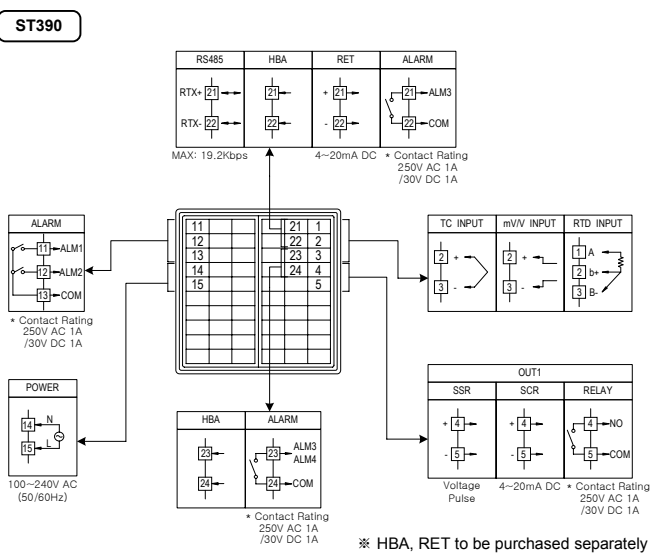 ST390
RS485 HBA RET ALARM
RTX+ 21 21 + 21 21 ALM3
RTX- 22 22 - 22 22 COM
MAX: 19.2Kbps 4~20mA DC * Contact Rating
250V AC 1A
/30V DC 1A
ALARM
11 ALM1
12 ALM2
13 COM
* Contact Rating
250V AC 1A
/30V DC 1A
11 21 1
12 22 2
13 23 3
14 24 4
15 5
TC INPUT mV/V INPUT RTD INPUT
1 A
2 + 2 + 2 b+
3 - 3 - 3 B-
POWER
14 N
15 L
100~240V AC
(50/60Hz)
HBA ALARM
23 23 ALM3
ALM4
24 24 COM
* Contact Rating
250V AC 1A
/30V DC 1A
OUT1
SSR SCR RELAY
+ 4 + 4 4 NO
- 5 - 5 5 COM
Voltage
Pulse
4~20mA DC * Contact Rating
250V AC 1A
/30V DC 1A
※ HBA, RET to be purchased separately